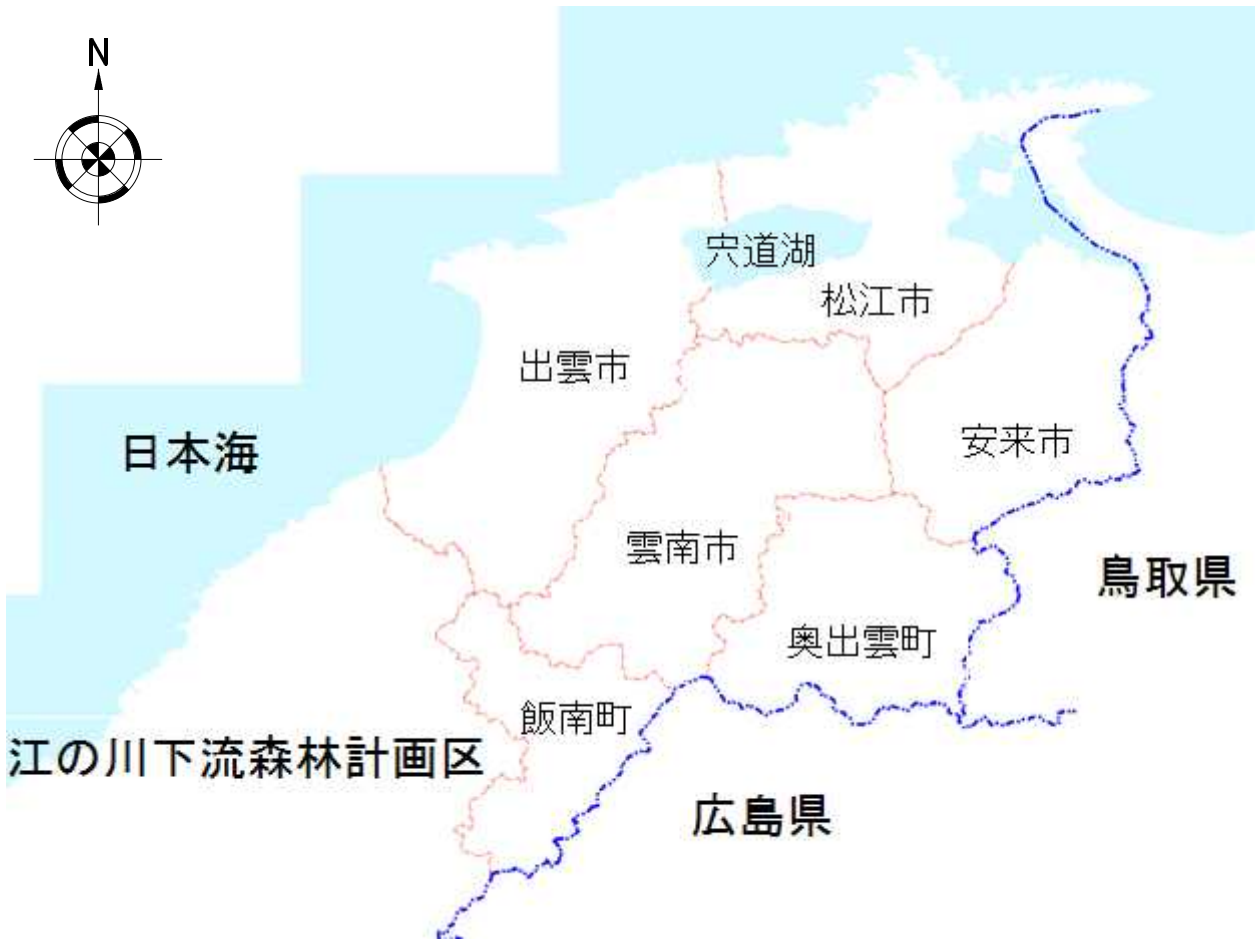 N
宍道湖
松江市
出雲市
日本海
安来市
雲南市
鳥取県
奥出雲町
飯南町
江の川下流森林計画区
広島県